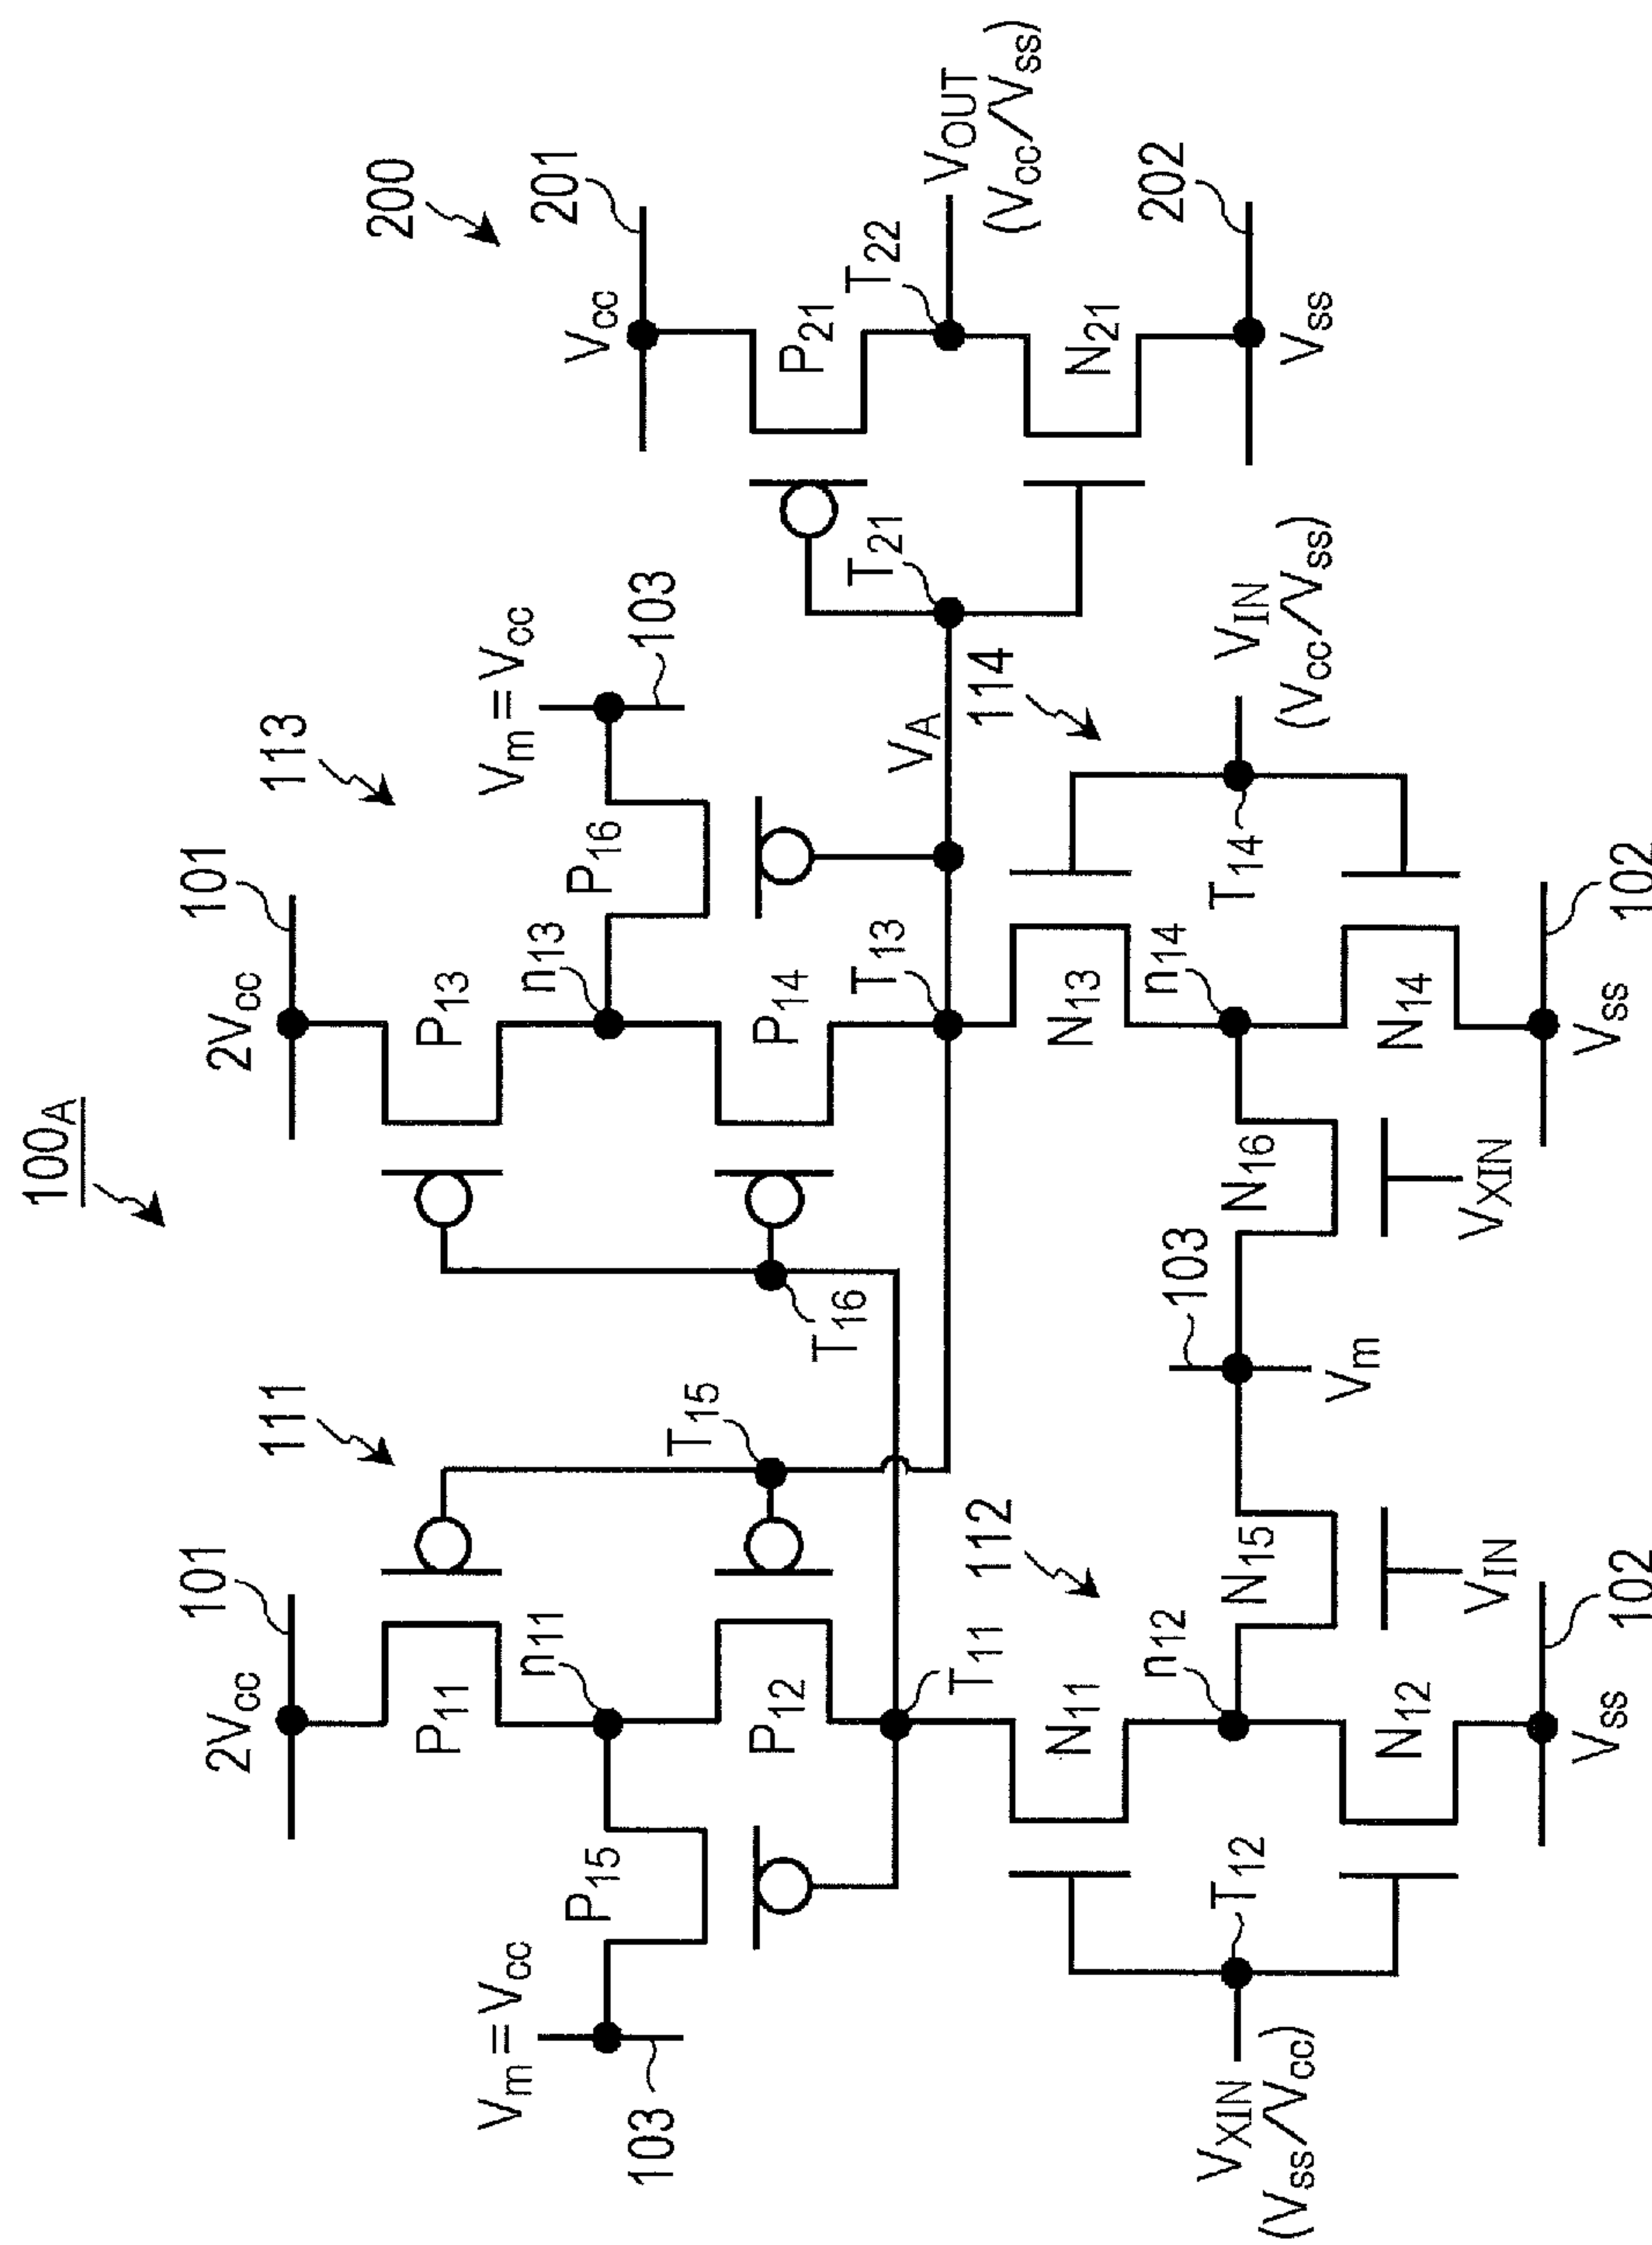 100A
200
2Vcc
101
111
2Vcc
101
113
Vcc
201
P11
n11
P15
Vm=Vcc
103
P12
T15
T16
P13
n13
P16
Vm=Vcc
103
P14
P21
T21
T22
VOUT
(Vcc/Vss)
T11
112
T13
VA
114
N11
N13
N21
202
Vss
VXIN
(Vss/Vcc)
T12
n12
N15
VIN
103
Vm
N16
VXIN
n14
T14
VIN
(Vcc/Vss)
N12
N14
Vss
102
Vss
102